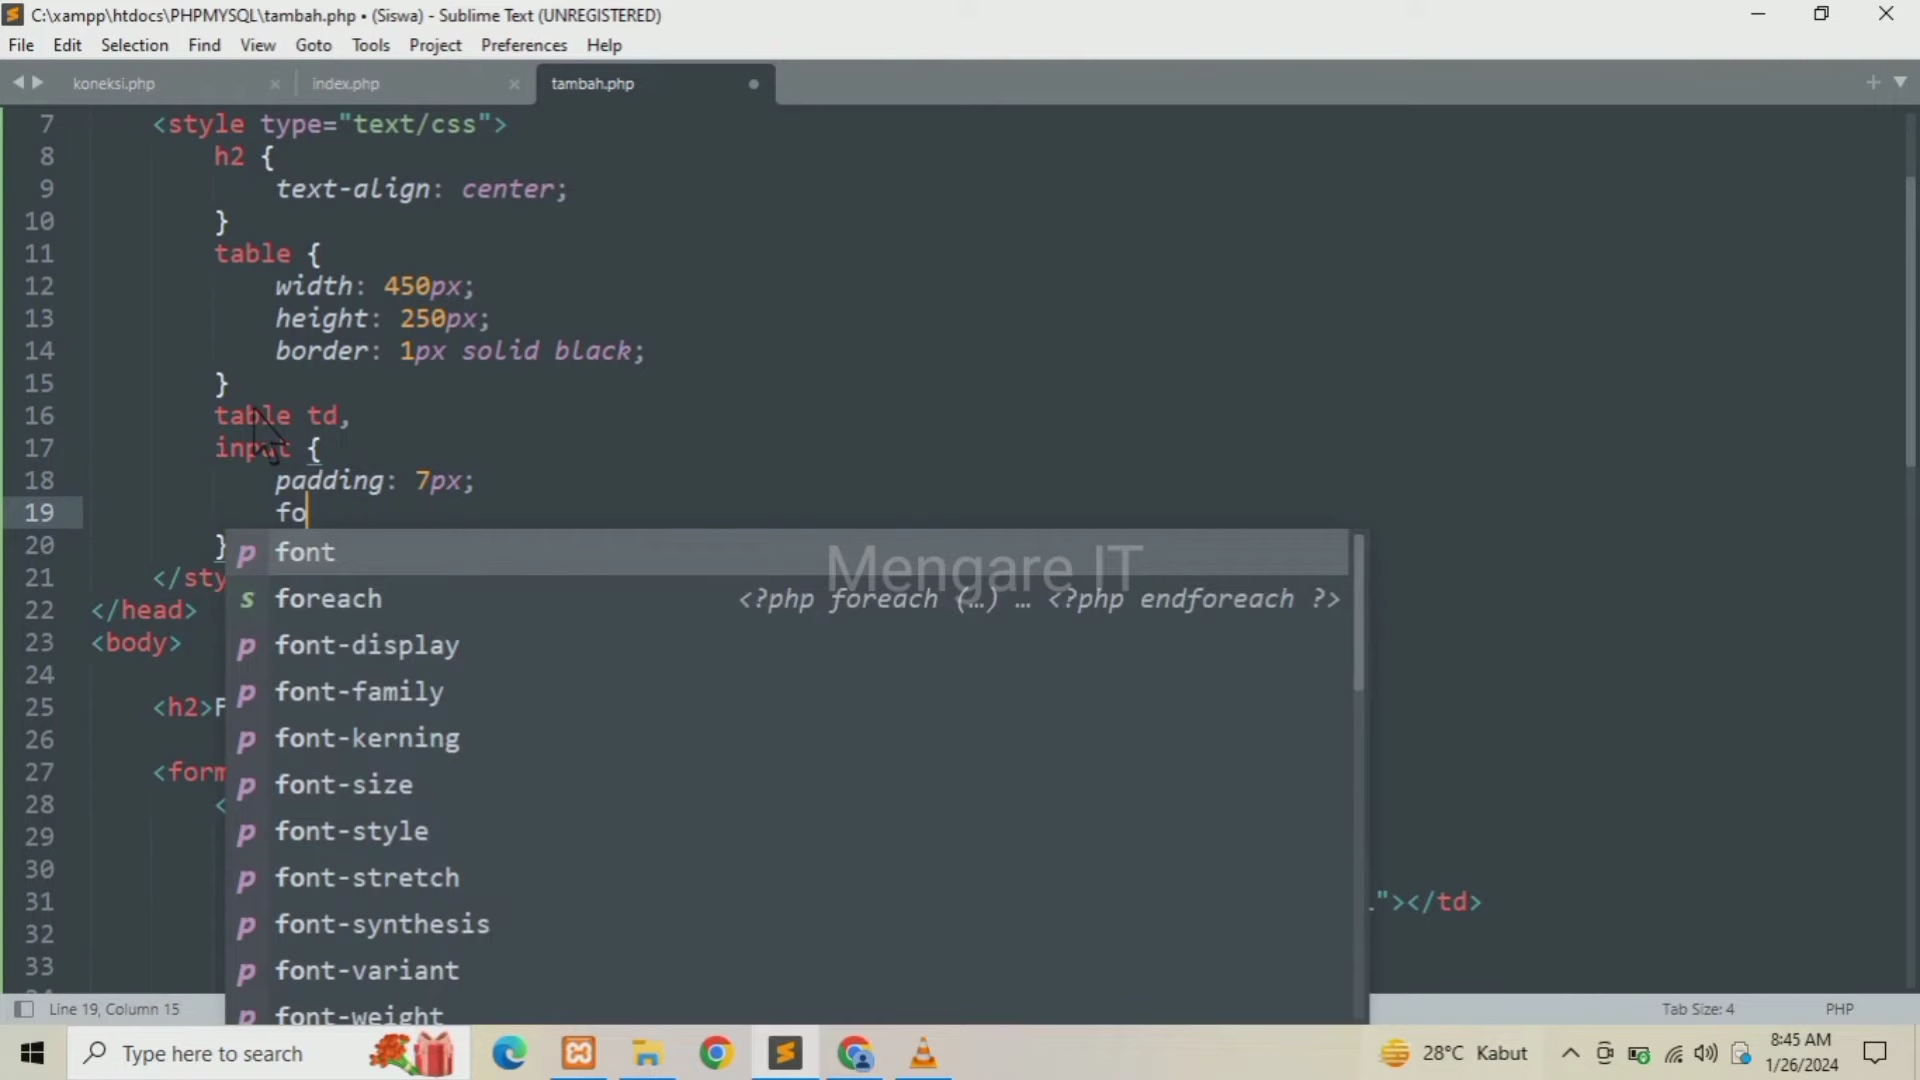 C:\xampp\htdocs\PHPMYSQL\tambah.php • (Siswa) - Sublime Text (UNREGISTERED)
File Edit Selection Find View Goto Tools Project Preferences Help
koneksi.php × index.php × tambah.php
7 <style type="text/css">
8 h2 {
9 text-align: center;
10 }
11 table {
12 width: 450px;
13 height: 250px;
14 border: 1px solid black;
15 }
16 table td,
17 input {
18 padding: 7px;
19 fo
20 }
p font
21 </sty
s foreach <?php foreach (…) … <?php endforeach ?>
22 </head>
23 <body>
p font-display
24
p font-family
25 <h2>F
26
p font-kerning
27 <form
p font-size
28 <
29
p font-style
30
p font-stretch
31 "></td>
32
p font-synthesis
33
p font-variant
p font-weight
Mengare IT
Line 19, Column 15 Tab Size: 4 PHP
Type here to search
28°C Kabut
8:45 AM
1/26/2024